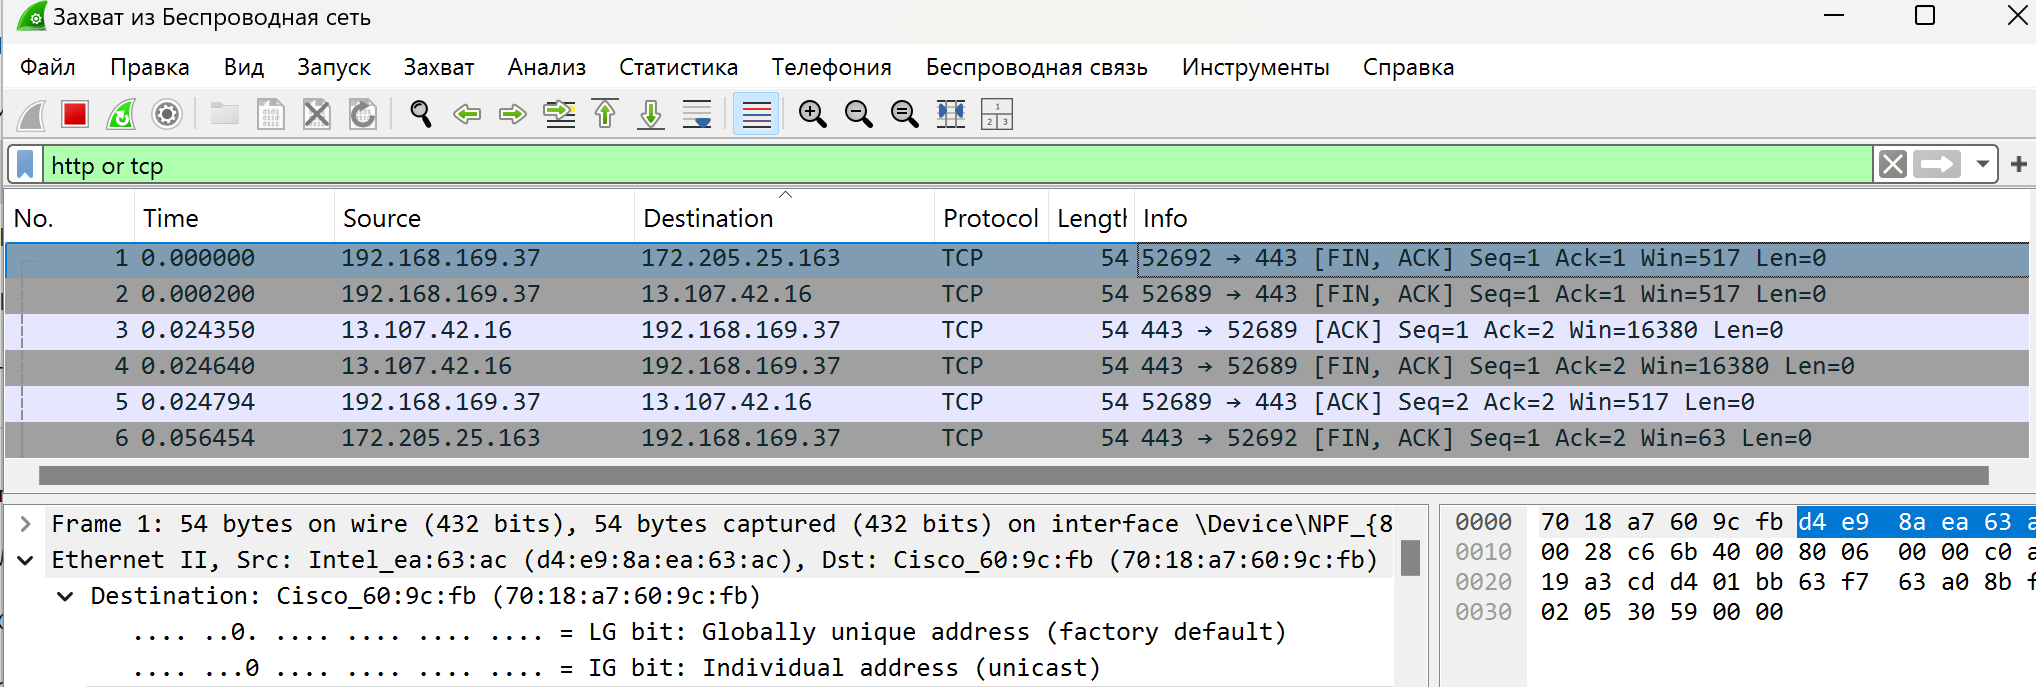 Захват из Беспроводная сеть
Файл Правка Вид Запуск Захват Анализ Статистика Телефония Беспроводная связь Инструменты Справка
http or tcp
No. Time Source Destination Protocol Length Info
1 0.000000 192.168.169.37 172.205.25.163 TCP 54 52692 → 443 [FIN, ACK] Seq=1 Ack=1 Win=517 Len=0
2 0.000200 192.168.169.37 13.107.42.16 TCP 54 52689 → 443 [FIN, ACK] Seq=1 Ack=1 Win=517 Len=0
3 0.024350 13.107.42.16 192.168.169.37 TCP 54 443 → 52689 [ACK] Seq=1 Ack=2 Win=16380 Len=0
4 0.024640 13.107.42.16 192.168.169.37 TCP 54 443 → 52689 [FIN, ACK] Seq=1 Ack=2 Win=16380 Len=0
5 0.024794 192.168.169.37 13.107.42.16 TCP 54 52689 → 443 [ACK] Seq=2 Ack=2 Win=517 Len=0
6 0.056454 172.205.25.163 192.168.169.37 TCP 54 443 → 52692 [FIN, ACK] Seq=1 Ack=2 Win=63 Len=0
Frame 1: 54 bytes on wire (432 bits), 54 bytes captured (432 bits) on interface \Device\NPF_{8
Ethernet II, Src: Intel_ea:63:ac (d4:e9:8a:ea:63:ac), Dst: Cisco_60:9c:fb (70:18:a7:60:9c:fb)
Destination: Cisco_60:9c:fb (70:18:a7:60:9c:fb)
.... ..0. .... .... .... .... = LG bit: Globally unique address (factory default)
.... ...0 .... .... .... .... = IG bit: Individual address (unicast)
0000 70 18 a7 60 9c fb d4 e9 8a ea 63
0010 00 28 c6 6b 40 00 80 06 00 00 c0
0020 19 a3 cd d4 01 bb 63 f7 63 a0 8b
0030 02 05 30 59 00 00